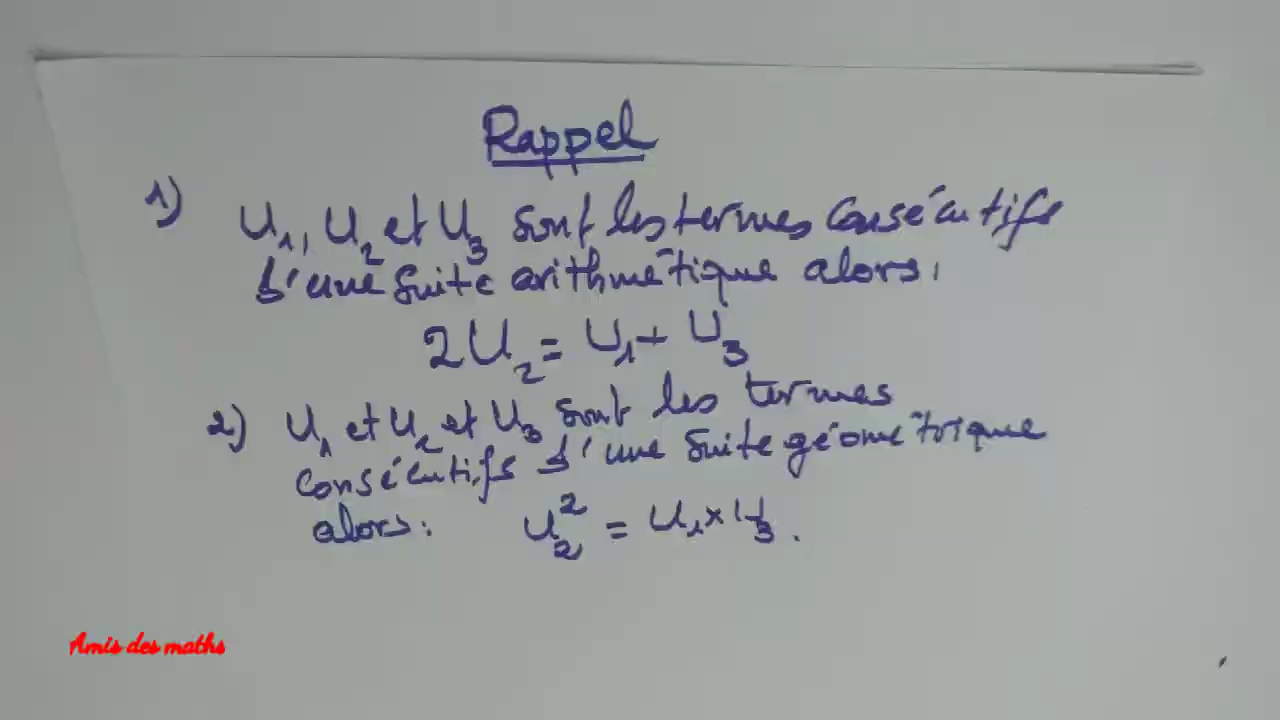 Rappel
1) U₁, U₂ et U₃ sont les termes consécutifs
d'une suite arithmétique alors :
2U₂ = U₁ + U₃
2) U₁ et U₂ et U₃ sont les termes
consécutifs d'une suite géométrique
alors : U₂² = U₁ × U₃.
Amis des maths